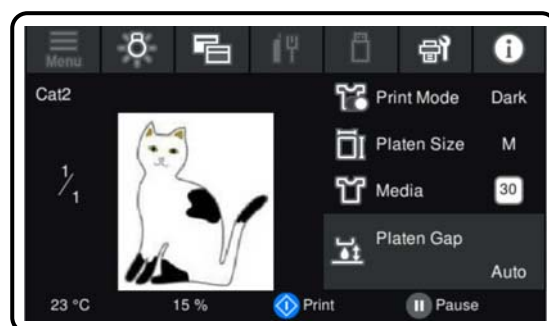 Menu
Cat2
1/1
Print Mode Dark
Platen Size M
Media 30
Platen Gap
Auto
23 °C 15 % Print Pause